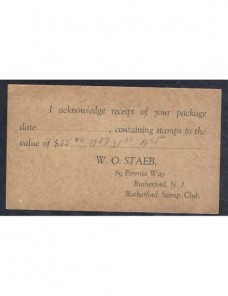 I acknowledge receipt of your package
date ............, containing stamps to the
value of $
W. O. STAEB,
89 Feronia Way
Rutherford, N. J.
Rutherford Stamp Club.